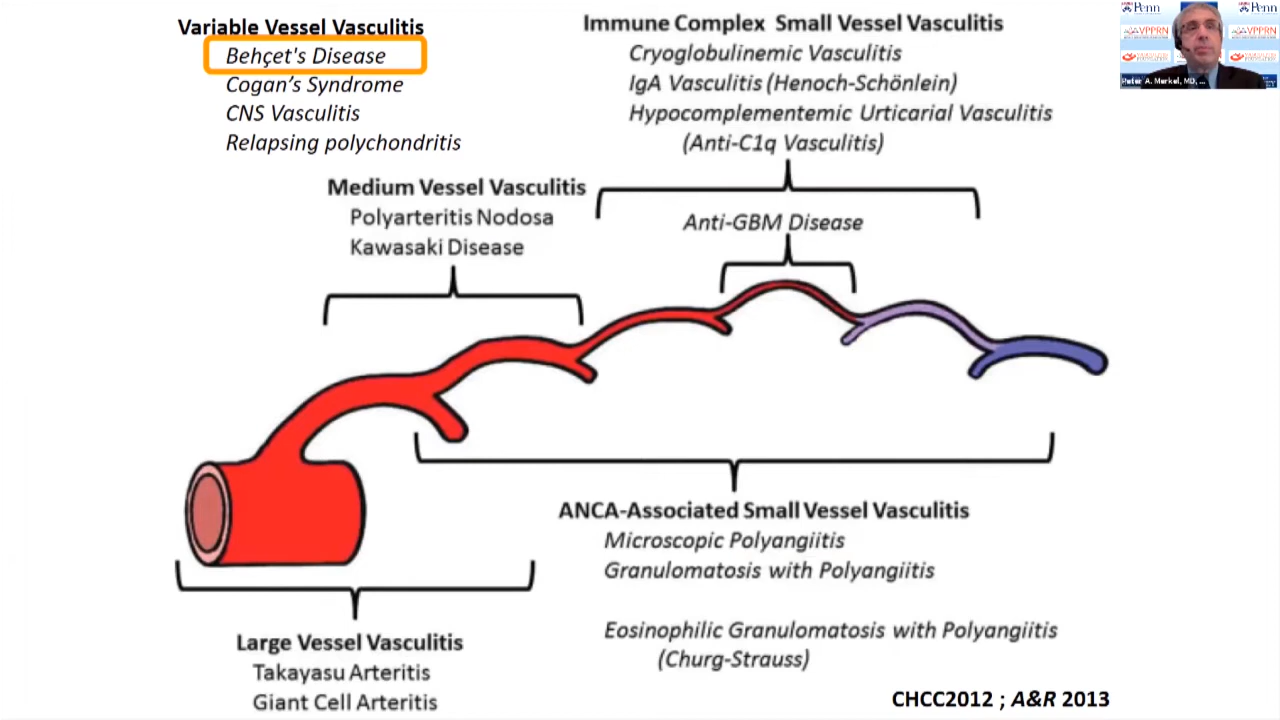 Variable Vessel Vasculitis
Behçet's Disease
Cogan's Syndrome
CNS Vasculitis
Relapsing polychondritis
Immune Complex Small Vessel Vasculitis
Cryoglobulinemic Vasculitis
IgA Vasculitis (Henoch-Schönlein)
Hypocomplementemic Urticarial Vasculitis
(Anti-C1q Vasculitis)
Medium Vessel Vasculitis
Polyarteritis Nodosa
Kawasaki Disease
Anti-GBM Disease
ANCA-Associated Small Vessel Vasculitis
Microscopic Polyangiitis
Granulomatosis with Polyangiitis
Eosinophilic Granulomatosis with Polyangiitis
(Churg-Strauss)
Large Vessel Vasculitis
Takayasu Arteritis
Giant Cell Arteritis
CHCC2012 ; A&R 2013
Penn
Penn
VPPRN
VPPRN
Peter A. Merkel, MD, ...